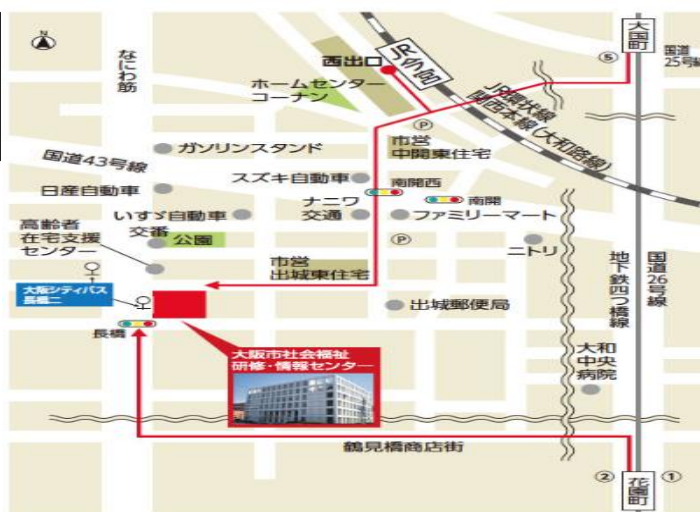 N
なにわ筋
西出口
JR今宮
大国町
⑤
国道
25号線
ホームセンター
コーナン
JR環状線
関西本線(大和路線)
P
国道43号線
ガソリンスタンド
市営
中開東住宅
スズキ自動車
日産自動車
南開西
南開
ナニワ
交通
ファミリーマート
いすゞ自動車
交番
公園
高齢者
在宅支援
センター
P
ニトリ
市営
出城東住宅
大阪シティバス
長橋二
出城郵便局
地下鉄四つ橋線
国道26号線
長橋
大阪市社会福祉
研修・情報センター
大和
中央
病院
鶴見橋商店街
②
花園町
①